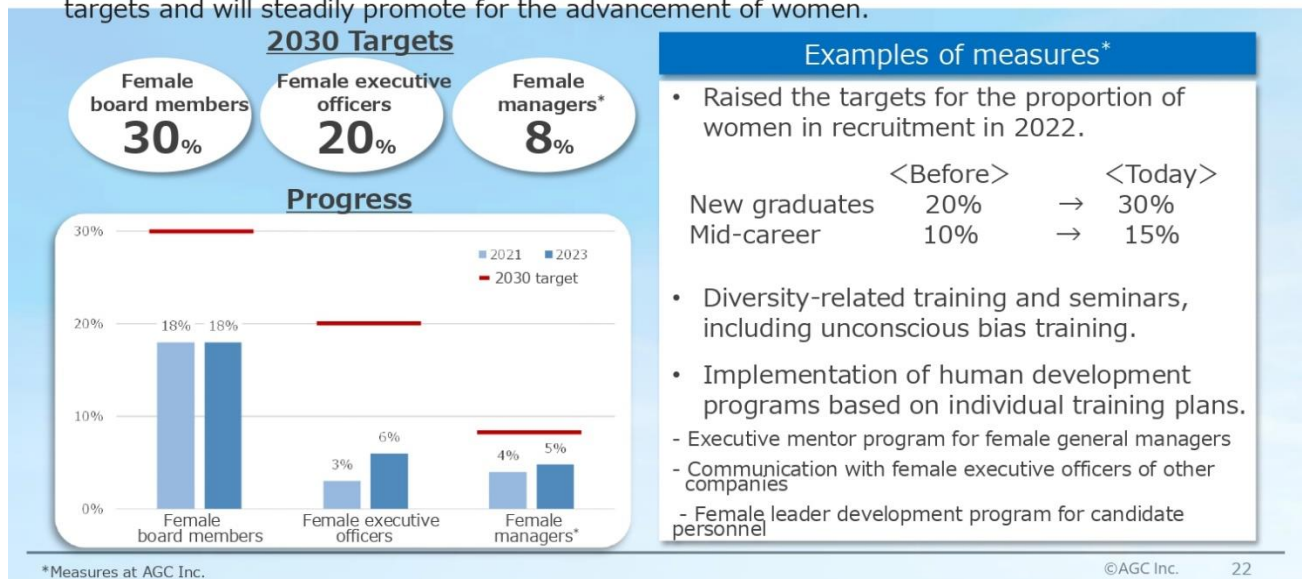 targets and will steadily promote for the advancement of women.
2030 Targets
Female
board members
30%
Female executive
officers
20%
Female
managers*
8%
Progress
30%
20%
10%
0%
2021 2023
2030 target
18% 18%
3% 6%
4% 5%
Female
board members
Female executive
officers
Female
managers*
Examples of measures*
• Raised the targets for the proportion of
women in recruitment in 2022.
<Before> <Today>
New graduates 20% → 30%
Mid-career 10% → 15%
• Diversity-related training and seminars,
including unconscious bias training.
• Implementation of human development
programs based on individual training plans.
- Executive mentor program for female general managers
- Communication with female executive officers of other
companies
- Female leader development program for candidate
personnel
*Measures at AGC Inc.
©AGC Inc. 22